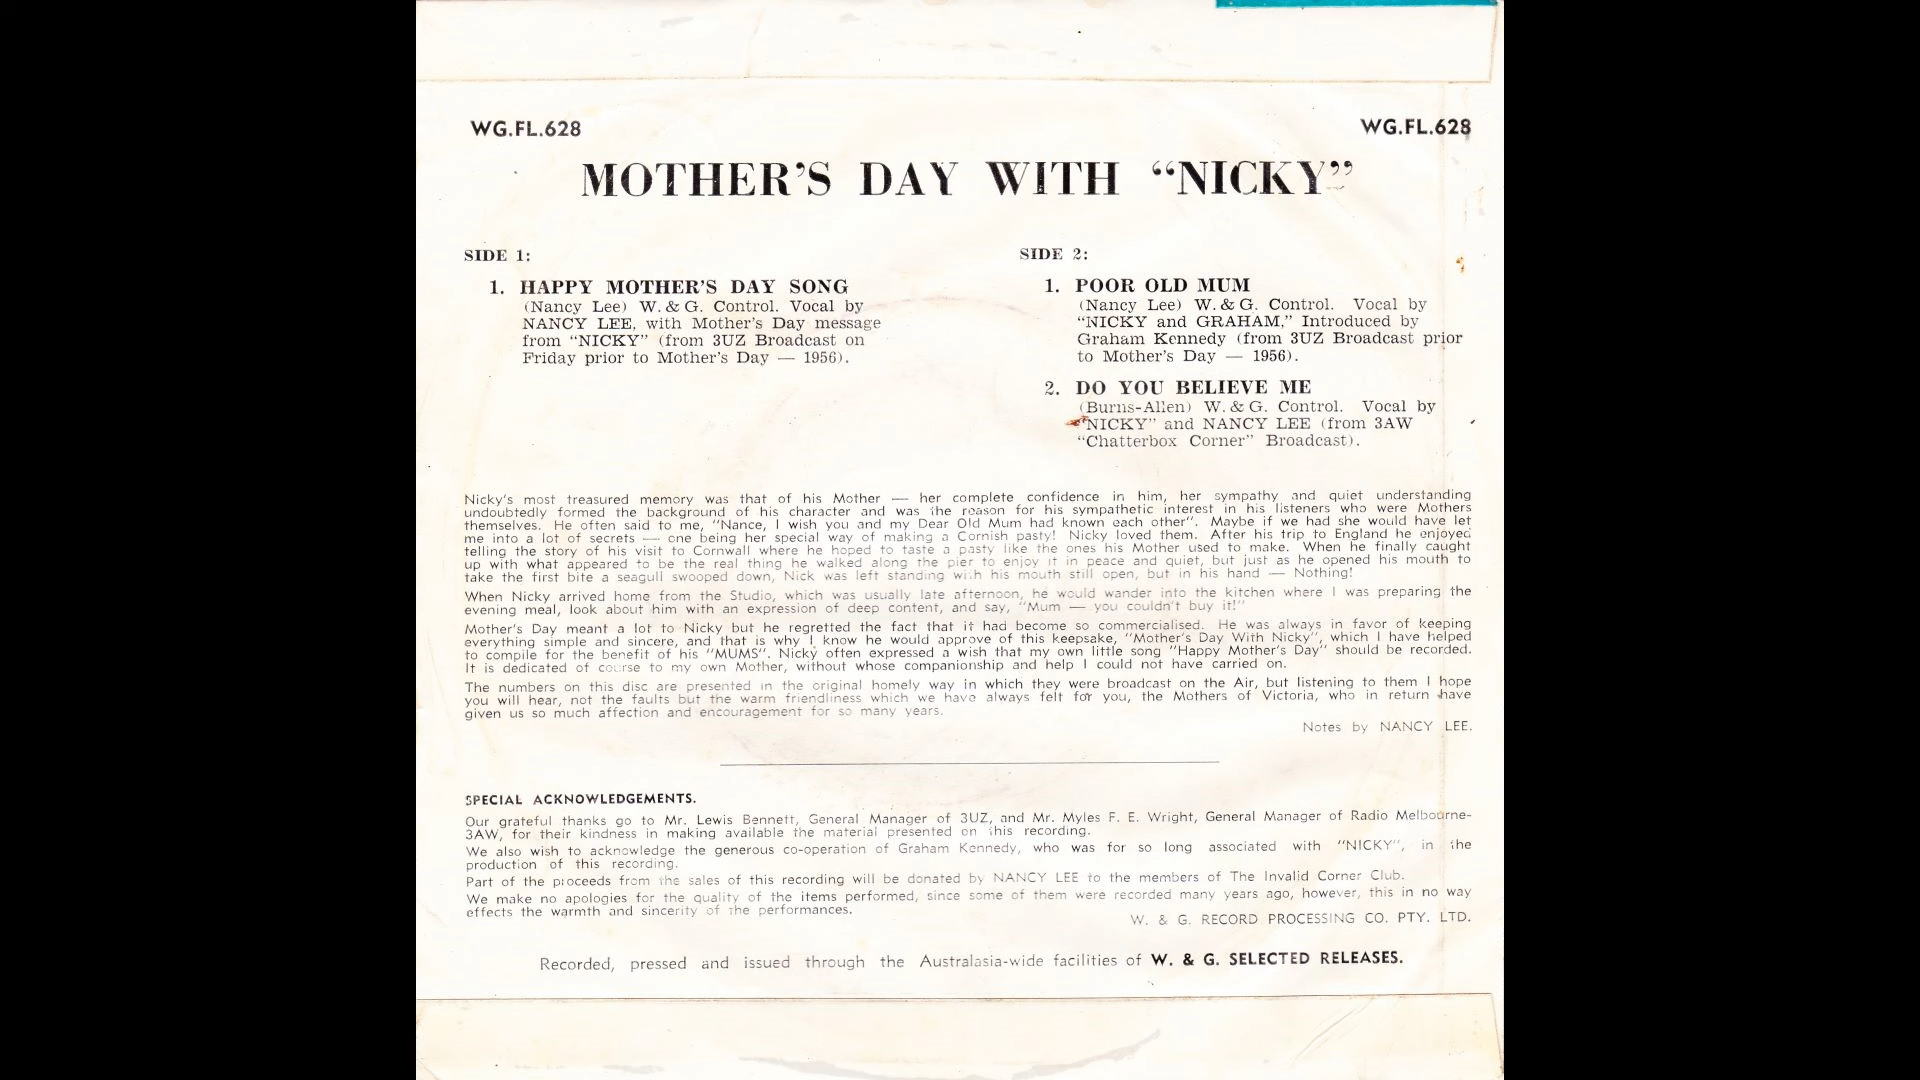 WG.FL.628
WG.FL.628
MOTHER'S DAY WITH "NICKY"
SIDE 1:
1. HAPPY MOTHER'S DAY SONG
(Nancy Lee) W. & G. Control. Vocal by
NANCY LEE, with Mother's Day message
from "NICKY" (from 3UZ Broadcast on
Friday prior to Mother's Day — 1956).
SIDE 2:
1. POOR OLD MUM
(Nancy Lee) W. & G. Control. Vocal by
"NICKY and GRAHAM," Introduced by
Graham Kennedy (from 3UZ Broadcast prior
to Mother's Day — 1956).
2. DO YOU BELIEVE ME
(Burns-Allen) W. & G. Control. Vocal by
"NICKY" and NANCY LEE (from 3AW
"Chatterbox Corner" Broadcast).
Nicky's most treasured memory was that of his Mother — her complete confidence in him, her sympathy and quiet understanding
undoubtedly formed the background of his character and was the reason for his sympathetic interest in his listeners who were Mothers
themselves. He often said to me, "Nance, I wish you and my Dear Old Mum had known each other". Maybe if we had she would have let
me into a lot of secrets — one being her special way of making a Cornish pasty! Nicky loved them. After his trip to England he enjoyed
telling the story of his visit to Cornwall where he hoped to taste a pasty like the ones his Mother used to make. When he finally caught
up with what appeared to be the real thing he walked along the pier to enjoy it in peace and quiet, but just as he opened his mouth to
take the first bite a seagull swooped down, Nick was left standing with his mouth still open, but in his hand — Nothing!
When Nicky arrived home from the Studio, which was usually late afternoon, he would wander into the kitchen where I was preparing the
evening meal, look about him with an expression of deep content, and say, "Mum — you couldn't buy it!"
Mother's Day meant a lot to Nicky but he regretted the fact that it had become so commercialised. He was always in favor of keeping
everything simple and sincere, and that is why I know he would approve of this keepsake, "Mother's Day With Nicky", which I have helped
to compile for the benefit of his "MUMS". Nicky often expressed a wish that my own little song "Happy Mother's Day" should be recorded.
It is dedicated of course to my own Mother, without whose companionship and help I could not have carried on.
The numbers on this disc are presented in the original homely way in which they were broadcast on the Air, but listening to them I hope
you will hear, not the faults but the warm friendliness which we have always felt for you, the Mothers of Victoria, who in return have
given us so much affection and encouragement for so many years.
Notes by NANCY LEE.
SPECIAL ACKNOWLEDGEMENTS.
Our grateful thanks go to Mr. Lewis Bennett, General Manager of 3UZ, and Mr. Myles F. E. Wright, General Manager of Radio Melbourne-
3AW, for their kindness in making available the material presented on this recording.
We also wish to acknowledge the generous co-operation of Graham Kennedy, who was for so long associated with "NICKY", in the
production of this recording.
Part of the proceeds from the sales of this recording will be donated by NANCY LEE to the members of The Invalid Corner Club.
We make no apologies for the quality of the items performed, since some of them were recorded many years ago, however, this in no way
effects the warmth and sincerity of the performances.
W. & G. RECORD PROCESSING CO. PTY. LTD.
Recorded, pressed and issued through the Australasia-wide facilities of W. & G. SELECTED RELEASES.